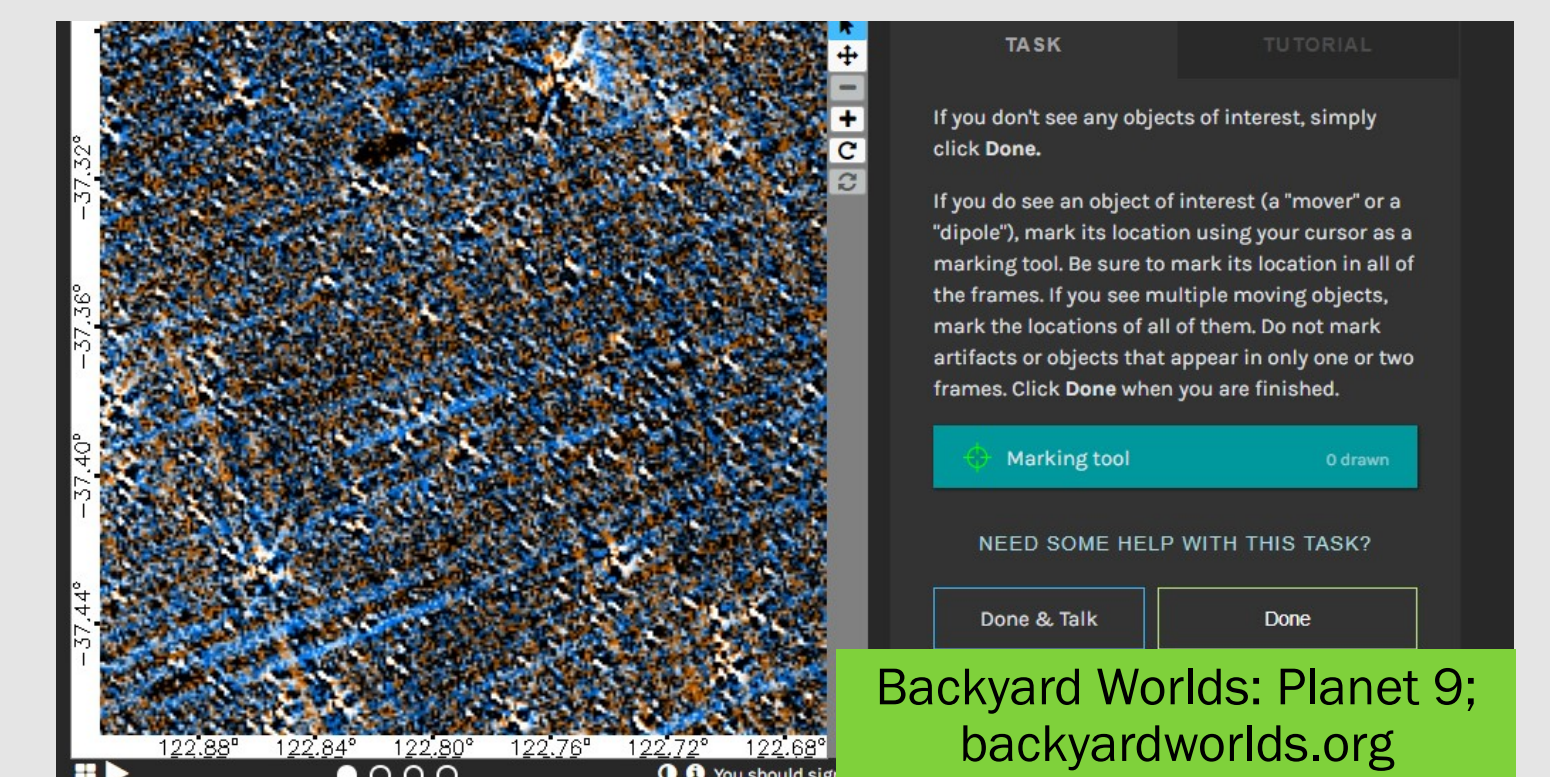 TASK
TUTORIAL
If you don't see any objects of interest, simply
click Done.
If you do see an object of interest (a "mover" or a
"dipole"), mark its location using your cursor as a
marking tool. Be sure to mark its location in all of
the frames. If you see multiple moving objects,
mark the locations of all of them. Do not mark
artifacts or objects that appear in only one or two
frames. Click Done when you are finished.
Marking tool
0 drawn
NEED SOME HELP WITH THIS TASK?
Done & Talk
Done
−37.32°
−37.36°
−37.40°
−37.44°
122.88° 122.84° 122.80° 122.76° 122.72° 122.68°
You should
Backyard Worlds: Planet 9;
backyardworlds.org